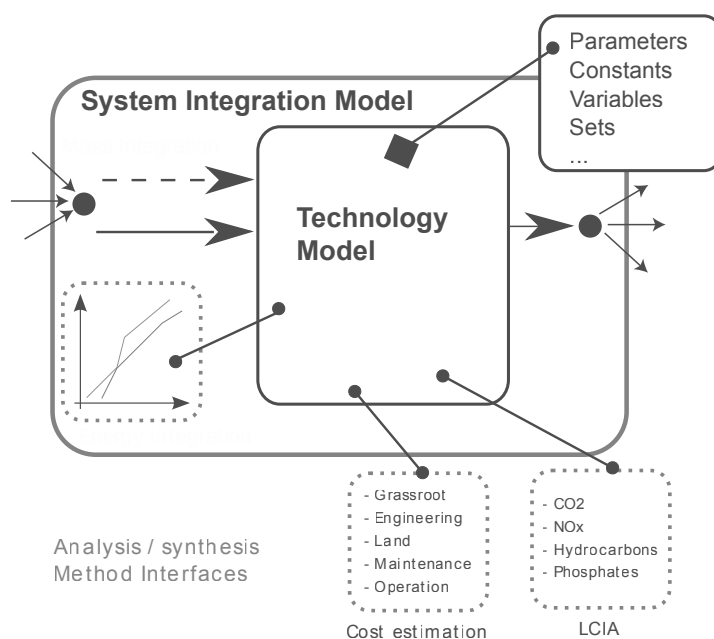 Parameters
Constants
Variables
Sets
...
System Integration Model
Technology
Model
- Grassroot
- Engineering
- Land
- Maintenance
- Operation
Cost estimation
- CO2
- NOx
- Hydrocarbons
- Phosphates
LCIA
Analysis / synthesis
Method Interfaces